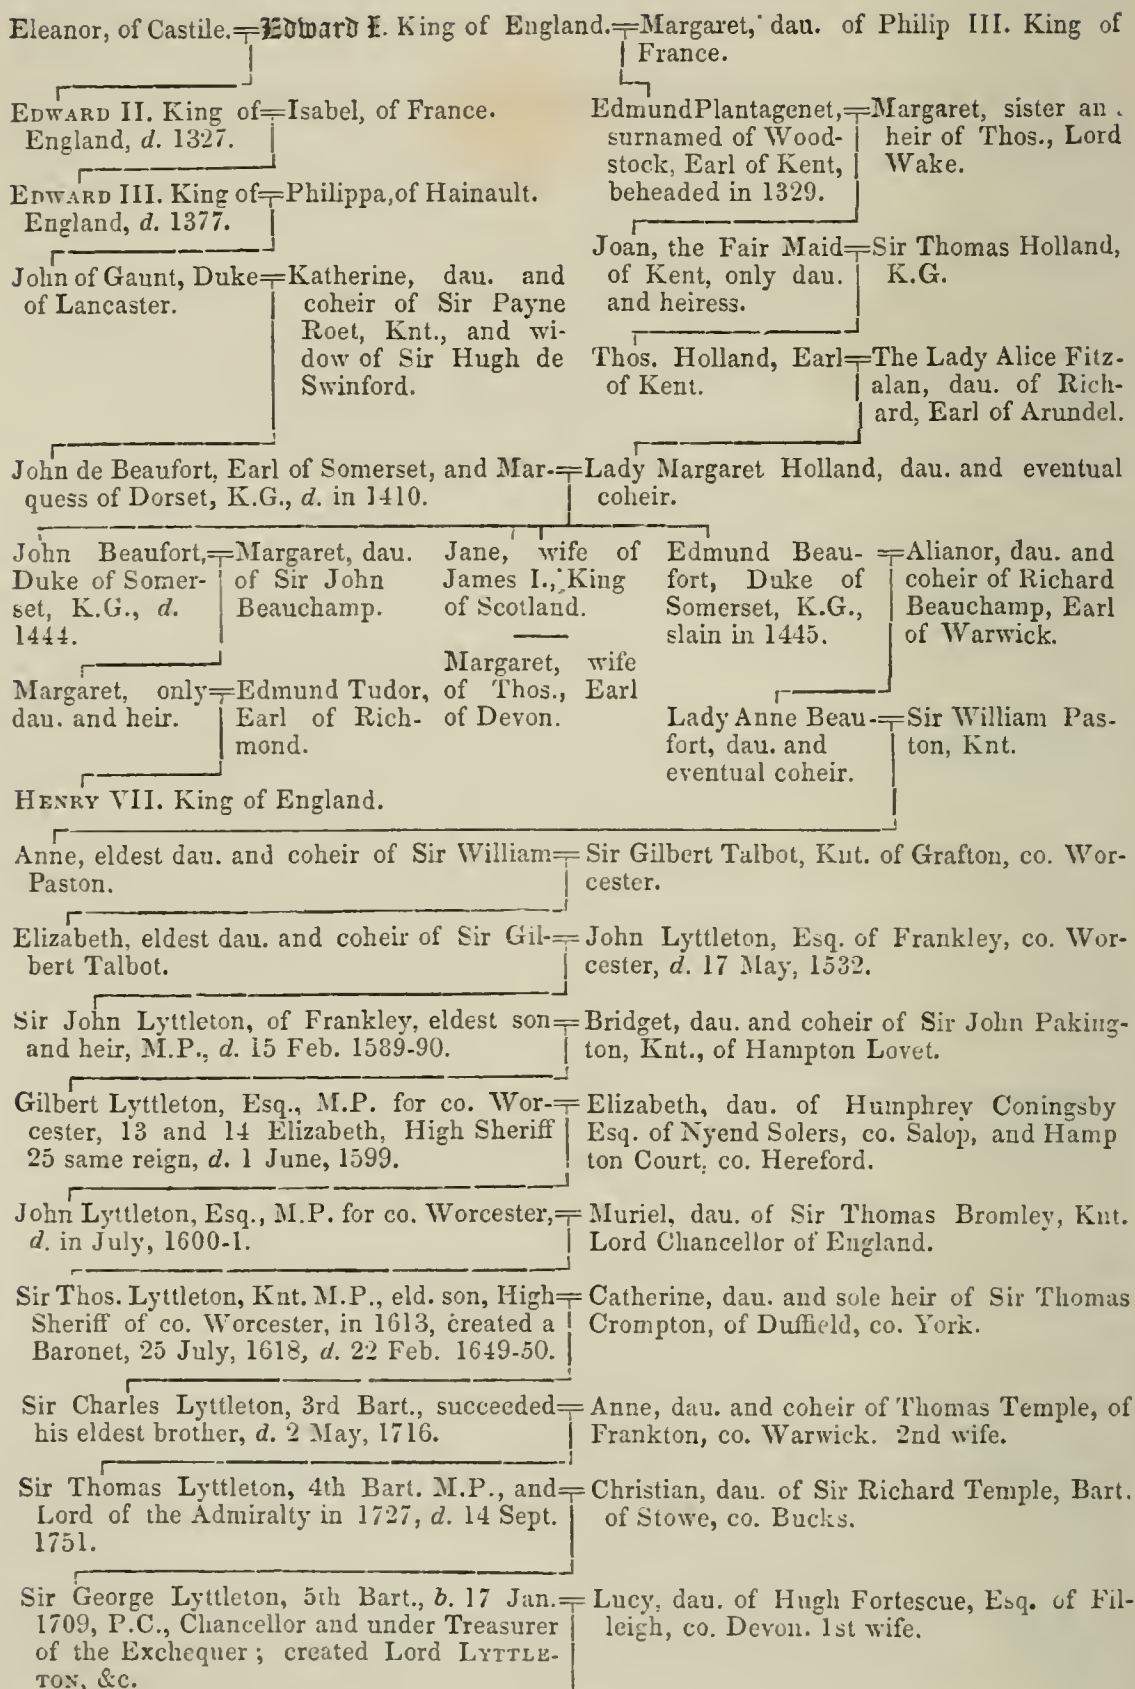 Eleanor, of Castile.=Edward I. King of England.=Margaret, dau. of Philip III. King of
France.
EDWARD II. King of=Isabel, of France.
England, d. 1327.
Edmund Plantagenet,=Margaret, sister an
surnamed of Wood- heir of Thos., Lord
stock, Earl of Kent, Wake.
beheaded in 1329.
EDWARD III. King of=Philippa, of Hainault.
England, d. 1377.
Joan, the Fair Maid=Sir Thomas Holland,
of Kent, only dau. K.G.
and heiress.
John of Gaunt, Duke=Katherine, dau. and
of Lancaster. coheir of Sir Payne
Roet, Knt., and wi-
dow of Sir Hugh de
Swinford.
Thos. Holland, Earl=The Lady Alice Fitz-
of Kent. alan, dau. of Rich-
ard, Earl of Arundel.
John de Beaufort, Earl of Somerset, and Mar-=Lady Margaret Holland, dau. and eventual
quess of Dorset, K.G., d. in 1410. coheir.
John Beaufort,=Margaret, dau.
Duke of Somer- of Sir John
set, K.G., d. Beauchamp.
1444.
Jane, wife of
James I., King
of Scotland.
Margaret, wife
of Thos., Earl
of Devon.
Edmund Beau-=Alianor, dau. and
fort, Duke of coheir of Richard
Somerset, K.G., Beauchamp, Earl
slain in 1445. of Warwick.
Margaret, only=Edmund Tudor,
dau. and heir. Earl of Rich-
mond.
Lady Anne Beau-=Sir William Pas-
fort, dau. and ton, Knt.
eventual coheir.
HENRY VII. King of England.
Anne, eldest dau. and coheir of Sir William=Sir Gilbert Talbot, Knt. of Grafton, co. Wor-
Paston. cester.
Elizabeth, eldest dau. and coheir of Sir Gil-=John Lyttleton, Esq. of Frankley, co. Wor-
bert Talbot. cester, d. 17 May, 1532.
Sir John Lyttleton, of Frankley, eldest son=Bridget, dau. and coheir of Sir John Paking-
and heir, M.P., d. 15 Feb. 1589-90. ton, Knt., of Hampton Lovet.
Gilbert Lyttleton, Esq., M.P. for co. Wor-=Elizabeth, dau. of Humphrey Coningsby
cester, 13 and 14 Elizabeth, High Sheriff Esq. of Nyend Solers, co. Salop, and Hamp
25 same reign, d. 1 June, 1599. ton Court, co. Hereford.
John Lyttleton, Esq., M.P. for co. Worcester,=Muriel, dau. of Sir Thomas Bromley, Knt.
d. in July, 1600-1. Lord Chancellor of England.
Sir Thos. Lyttleton, Knt. M.P., eld. son, High=Catherine, dau. and sole heir of Sir Thomas
Sheriff of co. Worcester, in 1613, created a Crompton, of Duffield, co. York.
Baronet, 25 July, 1618, d. 22 Feb. 1649-50.
Sir Charles Lyttleton, 3rd Bart., succeeded=Anne, dau. and coheir of Thomas Temple, of
his eldest brother, d. 2 May, 1716. Frankton, co. Warwick. 2nd wife.
Sir Thomas Lyttleton, 4th Bart. M.P., and=Christian, dau. of Sir Richard Temple, Bart.
Lord of the Admiralty in 1727, d. 14 Sept. of Stowe, co. Bucks.
1751.
Sir George Lyttleton, 5th Bart., b. 17 Jan.=Lucy, dau. of Hugh Fortescue, Esq. of Fil-
1709, P.C., Chancellor and under Treasurer leigh, co. Devon. 1st wife.
of the Exchequer; created Lord LYTTLE-
TON, &c.